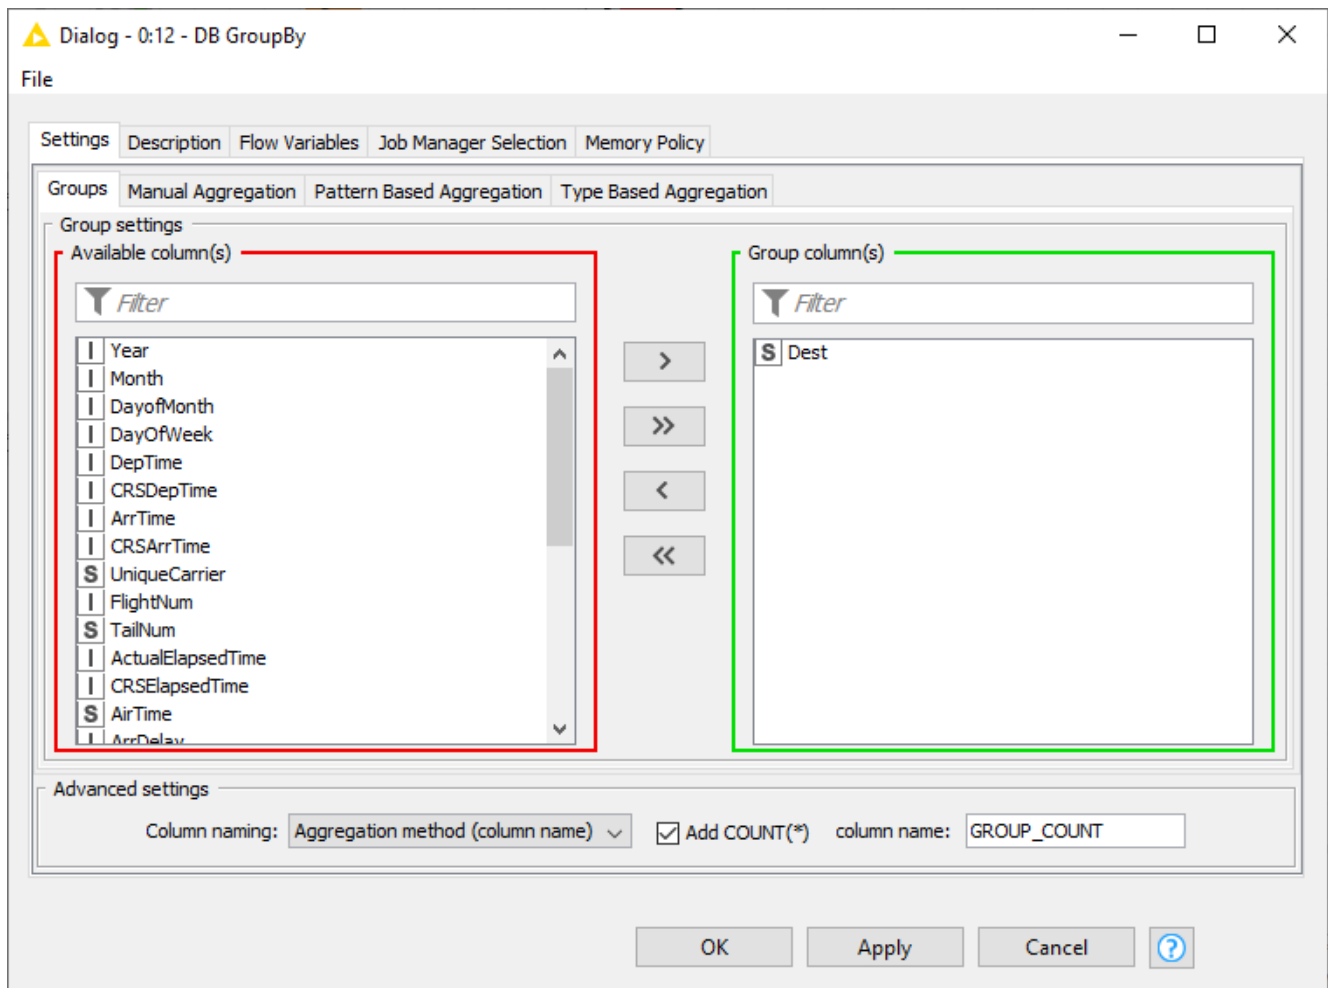 Dialog - 0:12 - DB GroupBy
File
Settings Description Flow Variables Job Manager Selection Memory Policy
Groups Manual Aggregation Pattern Based Aggregation Type Based Aggregation
Group settings
Available column(s)
Filter
I Year
I Month
I DayofMonth
I DayOfWeek
I DepTime
I CRSDepTime
I ArrTime
I CRSArrTime
S UniqueCarrier
I FlightNum
S TailNum
I ActualElapsedTime
I CRSElapsedTime
S AirTime
I ArrDelay
>
>>
<
<<
Group column(s)
Filter
S Dest
Advanced settings
Column naming: Aggregation method (column name) Add COUNT(*) column name: GROUP_COUNT
OK Apply Cancel ?